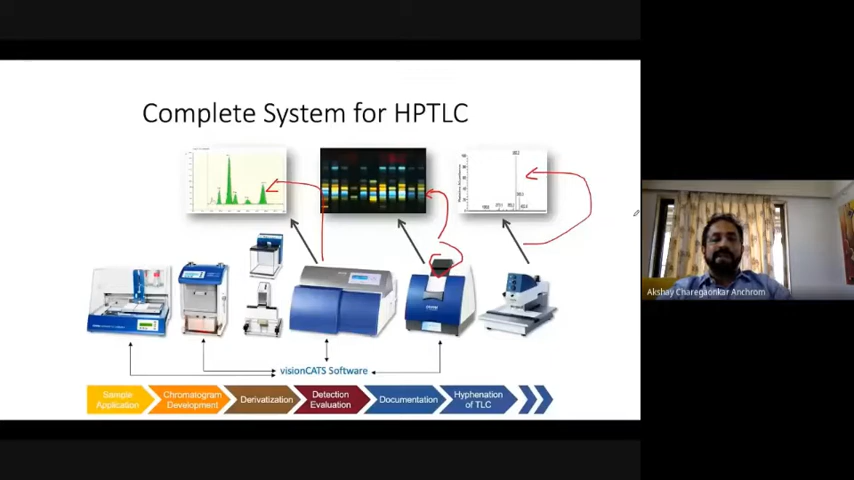 Complete System for HPTLC
visionCATS Software
Sample
Application
Chromatogram
Development
Derivatization
Detection
Evaluation
Documentation
Hyphenation
of TLC
Akshay Charegaonkar Anchrom